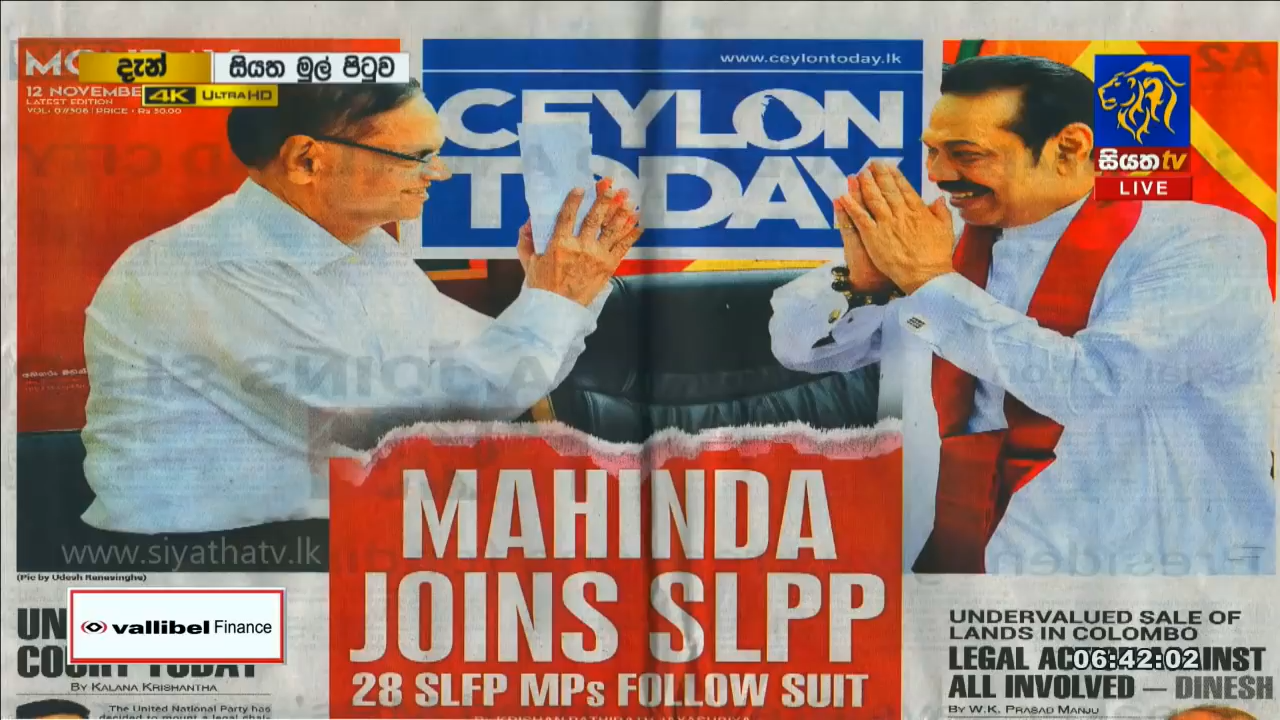 දැන්
සියත මුල් පිටුව
4K ULTRA HD
12 NOVEMBE
LATEST EDITION
www.ceylontoday.lk
CEYLON
TODAY
සියත tv
LIVE
www.siyathatv.lk
(Pic by Udesh Ranasinghe)
MAHINDA
JOINS SLPP
28 SLFP MPs FOLLOW SUIT
vallibel Finance
UN
COURT TODAY
BY KALANA KRISHANTHA
The United National Party has
UNDERVALUED SALE OF
LANDS IN COLOMBO
LEGAL AC AINST
ALL INVOLVED — DINESH
BY W.K. PRASAD MANJU
06:42:02